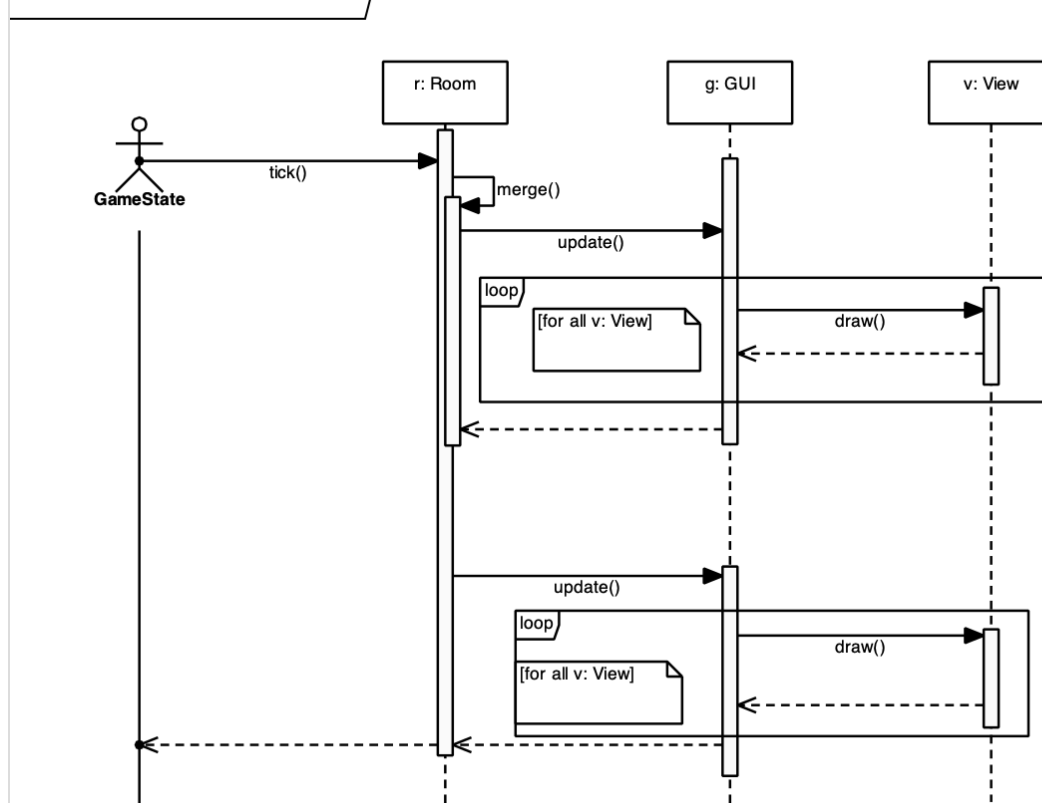 r: Room
g: GUI
v: View
tick()
GameState
merge()
update()
loop
[for all v: View]
draw()
update()
loop
draw()
[for all v: View]